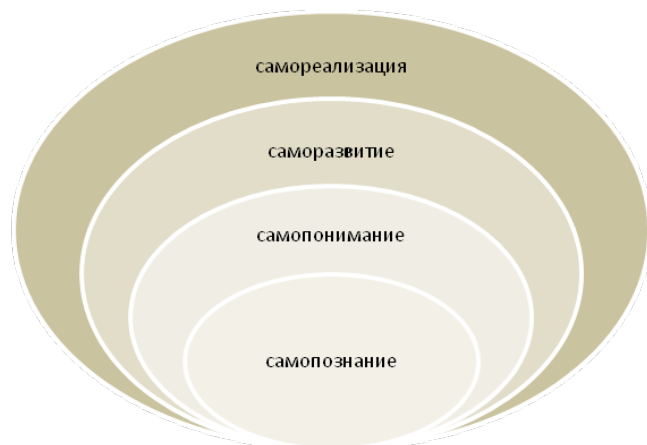 самореализация
саморазвитие
самопонимание
самопознание